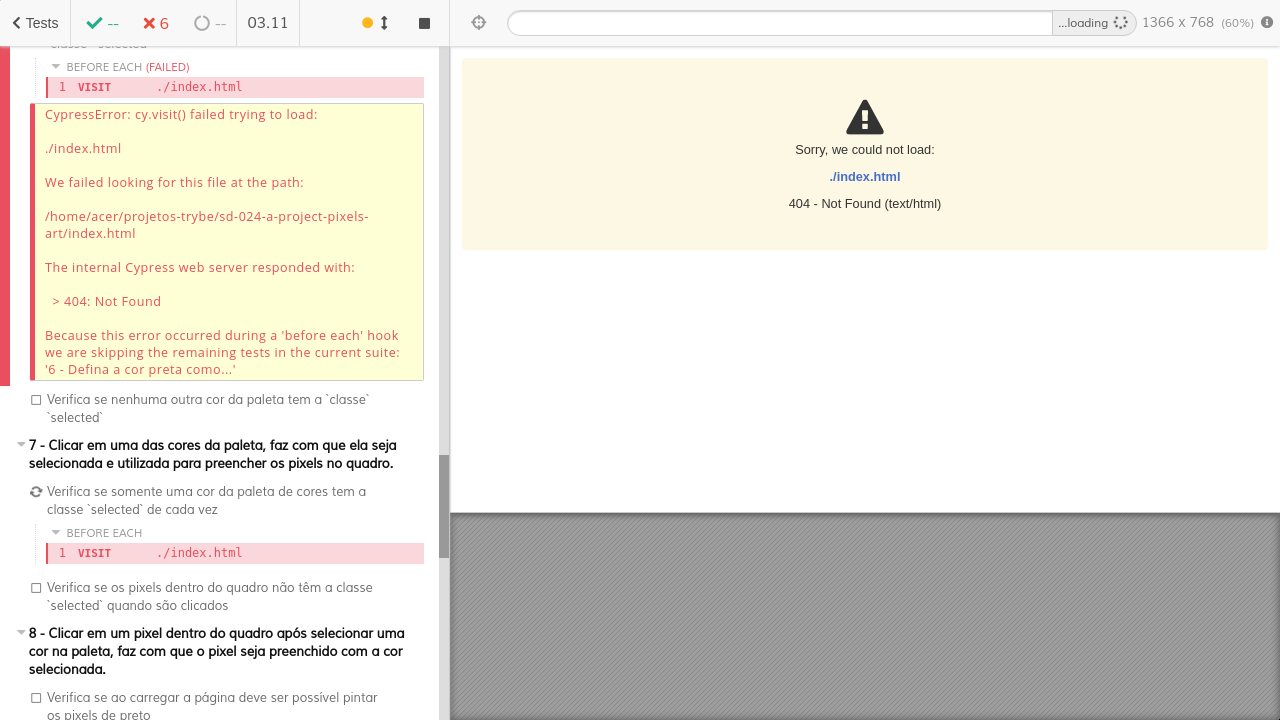 Tests -- 6 -- 03.11 ...loading 1366 x 768 (60%)
classe `selected`
BEFORE EACH (FAILED)
1 VISIT ./index.html
CypressError: cy.visit() failed trying to load:
./index.html
We failed looking for this file at the path:
/home/acer/projetos-trybe/sd-024-a-project-pixels-
art/index.html
The internal Cypress web server responded with:
> 404: Not Found
Because this error occurred during a 'before each' hook
we are skipping the remaining tests in the current suite:
'6 - Defina a cor preta como...'
Verifica se nenhuma outra cor da paleta tem a `classe`
`selected`
7 - Clicar em uma das cores da paleta, faz com que ela seja
selecionada e utilizada para preencher os pixels no quadro.
Verifica se somente uma cor da paleta de cores tem a
classe `selected` de cada vez
BEFORE EACH
1 VISIT ./index.html
Verifica se os pixels dentro do quadro não têm a classe
`selected` quando são clicados
8 - Clicar em um pixel dentro do quadro após selecionar uma
cor na paleta, faz com que o pixel seja preenchido com a cor
selecionada.
Verifica se ao carregar a página deve ser possível pintar
os pixels de preto
Sorry, we could not load:
./index.html
404 - Not Found (text/html)